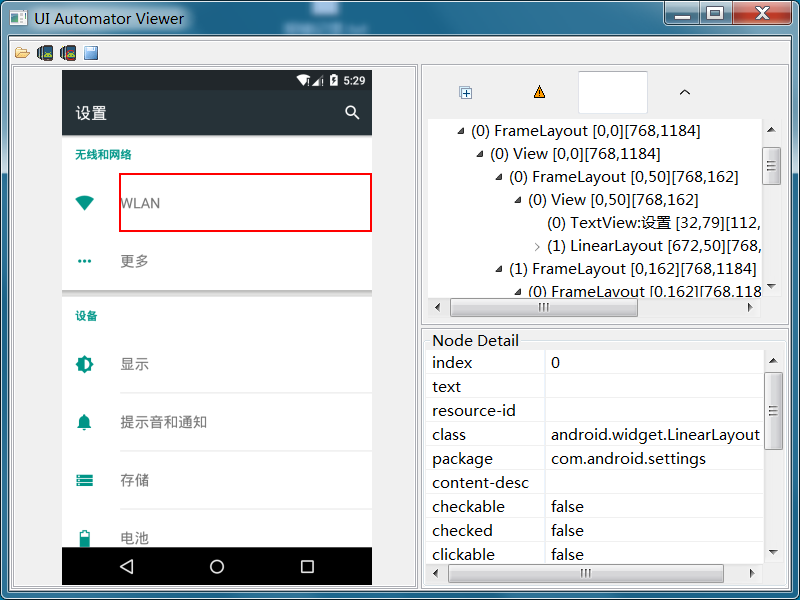 UI Automator Viewer
5:29
设置
无线和网络
WLAN
更多
设备
显示
提示音和通知
存储
电池
(0) FrameLayout [0,0][768,1184]
(0) View [0,0][768,1184]
(0) FrameLayout [0,50][768,162]
(0) View [0,50][768,162]
(0) TextView:设置 [32,79][112,
(1) LinearLayout [672,50][768,
(1) FrameLayout [0,162][768,1184]
(0) FrameLayout [0,162][768,118
Node Detail
index 0
text
resource-id
class android.widget.LinearLayout
package com.android.settings
content-desc
checkable false
checked false
clickable false